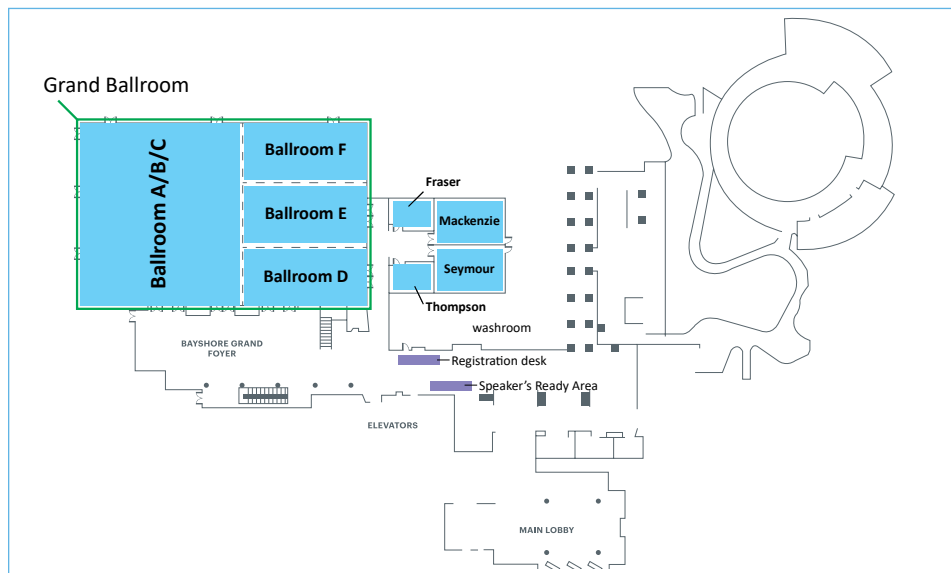 Grand Ballroom
Ballroom A/B/C
Ballroom F
Ballroom E
Ballroom D
Fraser
Mackenzie
Seymour
Thompson
washroom
BAYSHORE GRAND
FOYER
Registration desk
Speaker's Ready Area
ELEVATORS
MAIN LOBBY